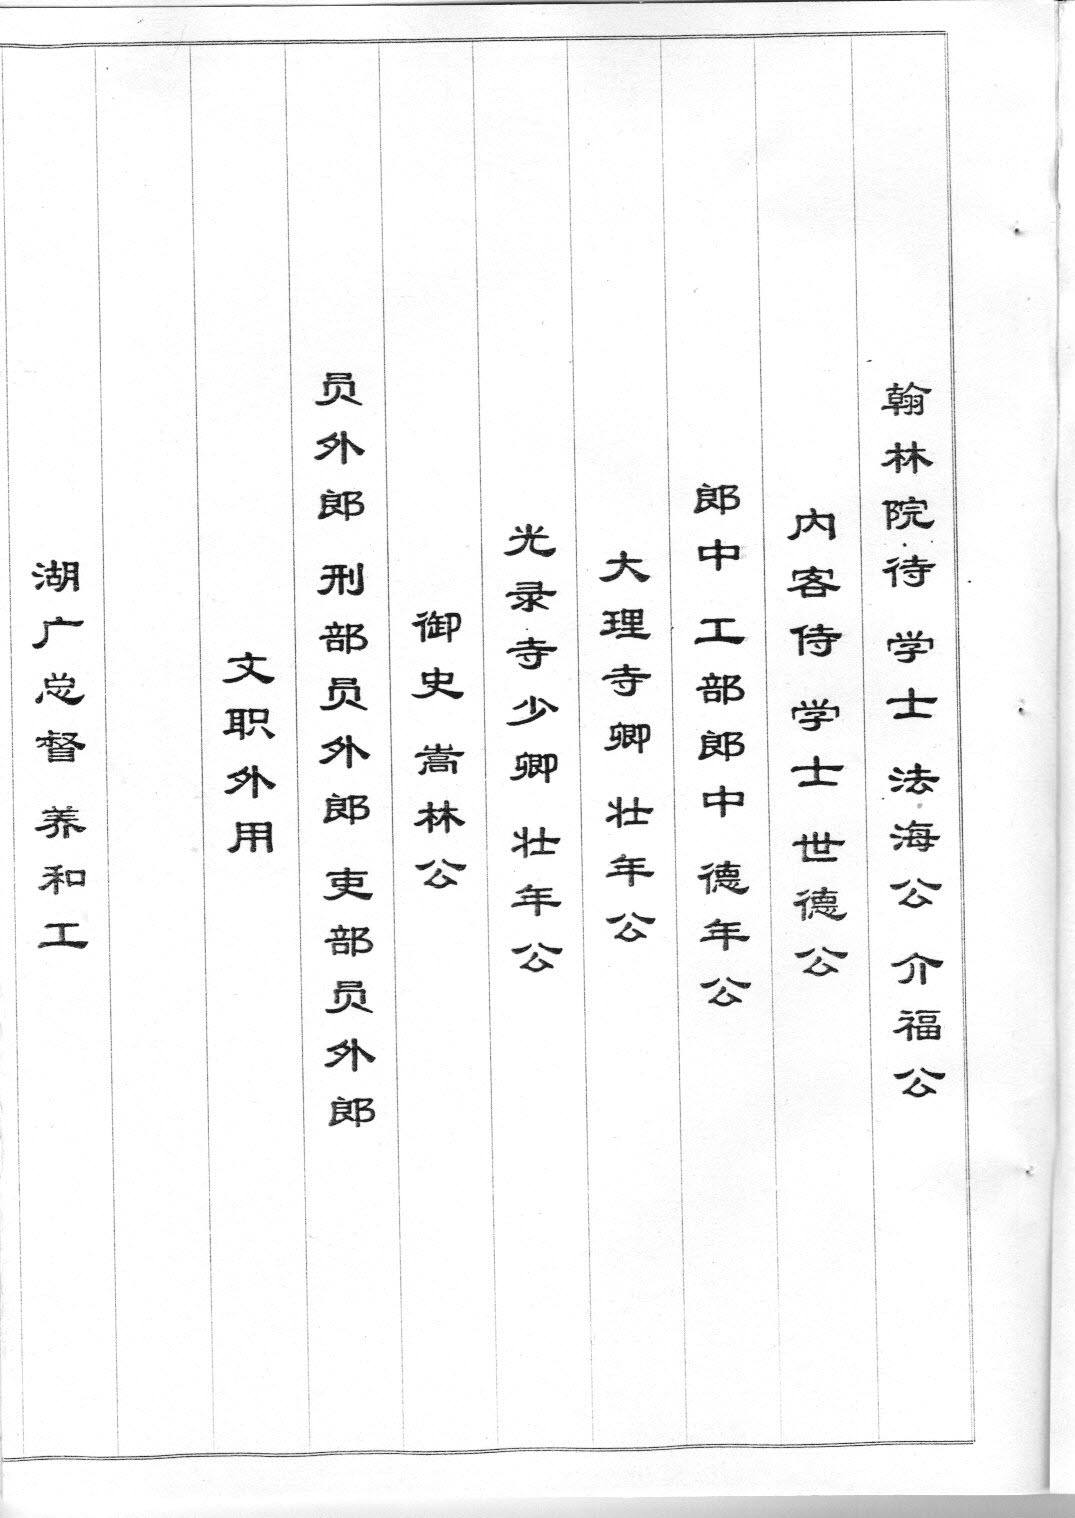 翰林院待 学士 法海公 介福公
内客侍 学士 世德公
郎中 工部郎中 德年公
大理寺卿 壮年公
光录寺少卿 壮年公
御史 嵩林公
员外郎 刑部员外郎 吏部员外郎
文职外用
湖广总督 养和工